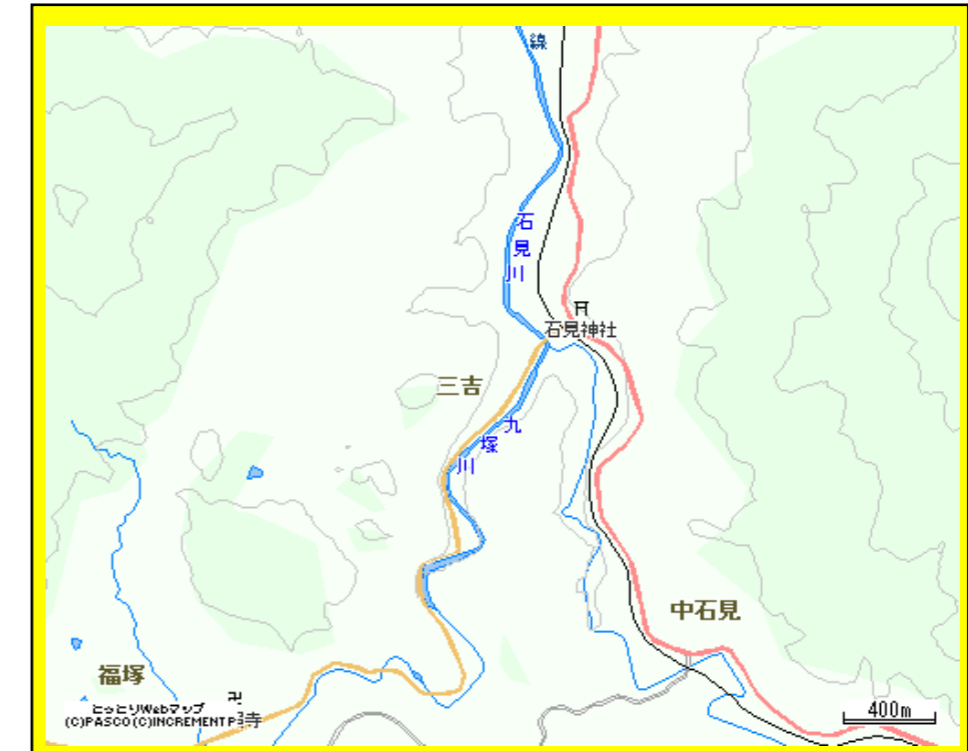 線
石見川
石見神社
三吉
九塚川
中石見
福塚
とっとりWebマップ
(C)PASCO(C)INCREMENT P
寺
400m